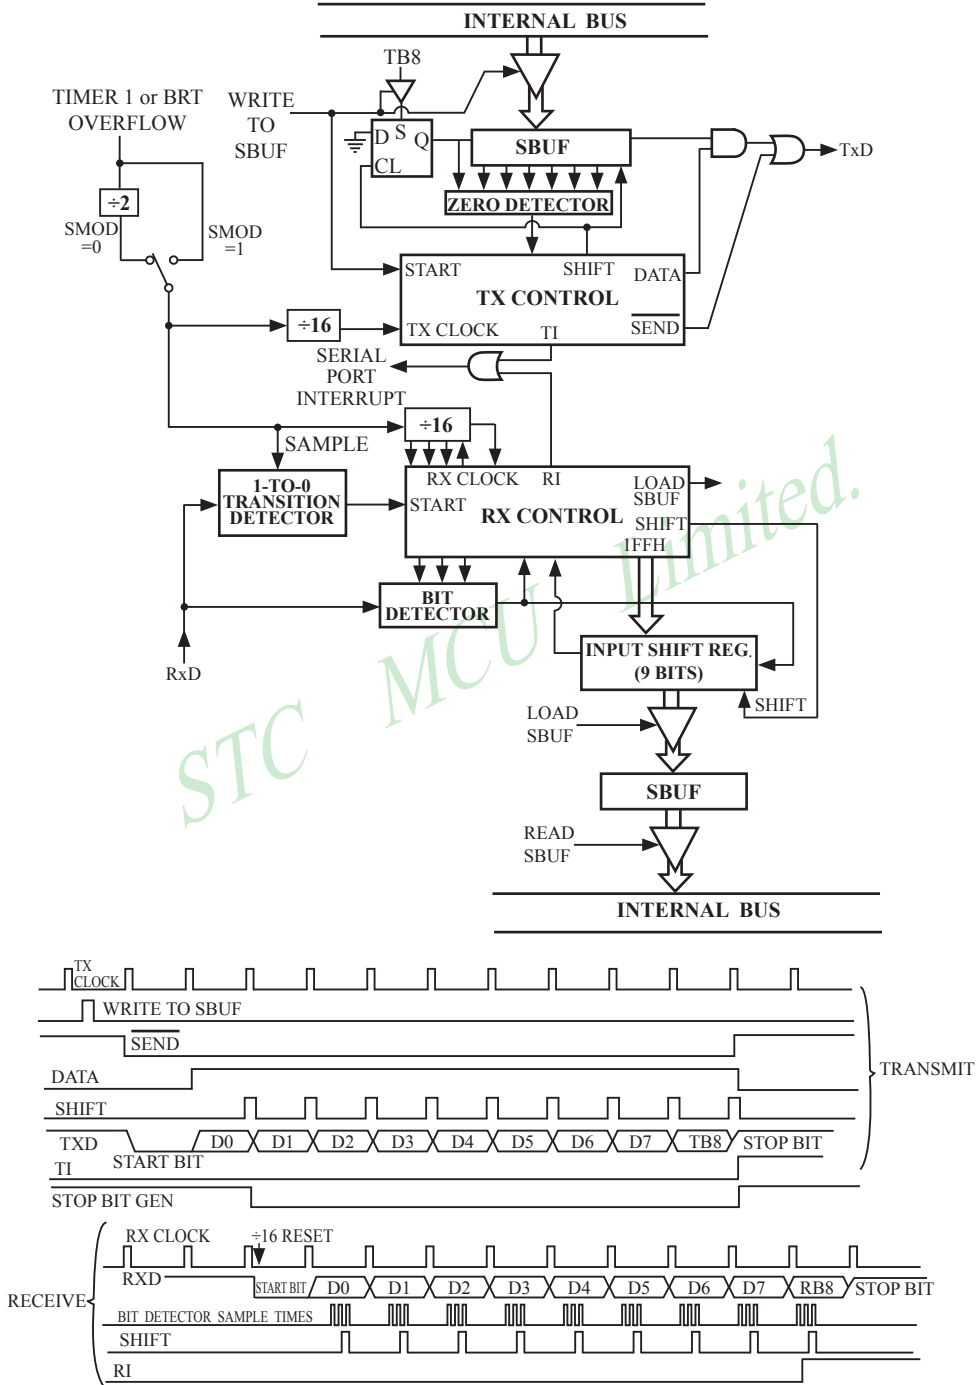 INTERNAL BUS
TB8
TIMER 1 or BRT
OVERFLOW
WRITE
TO
SBUF
D
S
Q
CL
SBUF
TxD
ZERO DETECTOR
÷2
SMOD
=0
SMOD
=1
START
SHIFT
DATA
TX CONTROL
÷16
TX CLOCK
TI
SEND
SERIAL
PORT
INTERRUPT
÷16
SAMPLE
RX CLOCK
RI
LOAD
SBUF
1-TO-0
TRANSITION
DETECTOR
START
RX CONTROL
SHIFT
1FFH
BIT
DETECTOR
RxD
INPUT SHIFT REG.
(9 BITS)
SHIFT
LOAD
SBUF
SBUF
READ
SBUF
INTERNAL BUS
STC MCU Limited.
TX
CLOCK
WRITE TO SBUF
SEND
DATA
TRANSMIT
SHIFT
TXD
START BIT
D0
D1
D2
D3
D4
D5
D6
D7
TB8
STOP BIT
TI
STOP BIT GEN
RX CLOCK
÷16 RESET
RXD
START BIT
D0
D1
D2
D3
D4
D5
D6
D7
RB8
STOP BIT
RECEIVE
BIT DETECTOR SAMPLE TIMES
SHIFT
RI